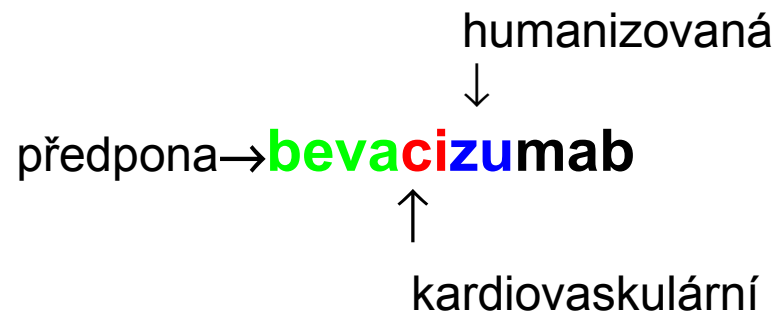 humanizovaná
↓
předpona→bevacizumab
↑
kardiovaskulární